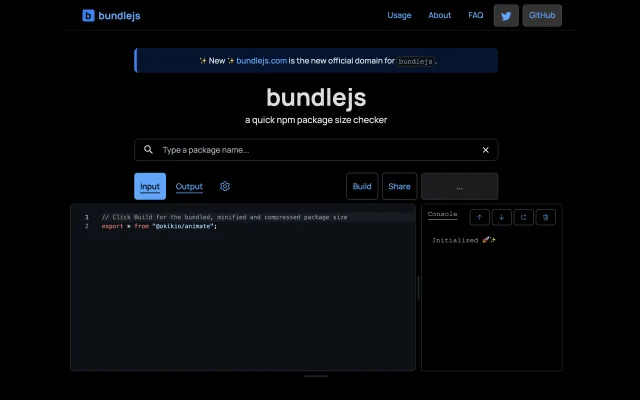 bundlejs
Usage About FAQ GitHub
✨ New ✨ bundlejs.com is the new official domain for bundlejs.
bundlejs
a quick npm package size checker
Type a package name...
Input Output Build Share ...
1 // Click Build for the bundled, minified and compressed package size
2 export * from "@okikio/animate";
Console
Initialized 🚀✨